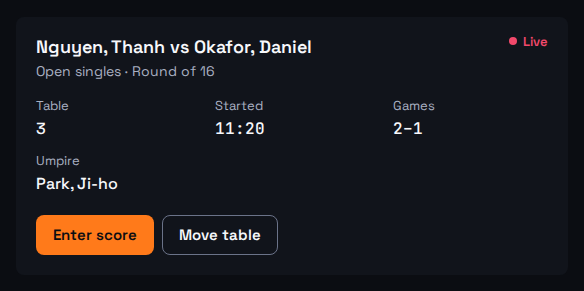 Nguyen, Thanh vs Okafor, Daniel
Live
Open singles · Round of 16
Table
Started
Games
3
11:20
2–1
Umpire
Park, Ji-ho
Enter score
Move table